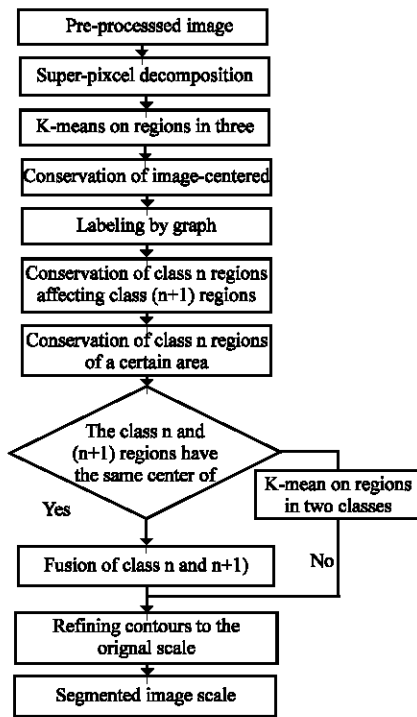 Pre-processsed image
Super-pixcel decomposition
K-means on regions in three
Conservation of image-centered
Labeling by graph
Conservation of class n regions
affecting class (n+1) regions
Conservation of class n regions
of a certain area
The class n and
(n+1) regions have
the same center of
Yes
K-mean on regions
in two classes
No
Fusion of class n and n+1)
Refining contours to the
orignal scale
Segmented image scale